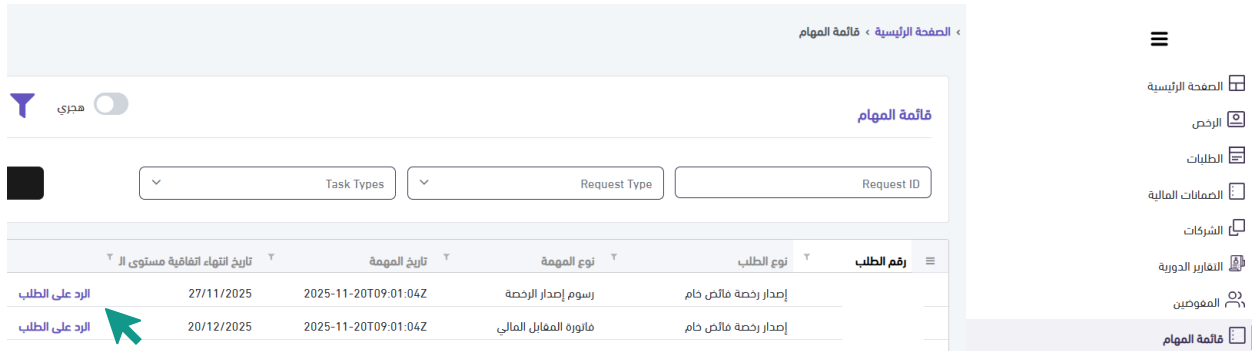 › الصفحة الرئيسية › قائمة المهام
الصفحة الرئيسية
الرخص
الطلبات
الضمانات المالية
الشركات
التقارير الدورية
المفوضين
قائمة المهام
قائمة المهام
هجري
Request ID
Request Type
Task Types
رقم الطلب نوع الطلب نوع المهمة تاريخ المهمة تاريخ انتهاء اتفاقية مستوى الـ
إصدار رخصة فائض خام رسوم إصدار الرخصة 2025-11-20T09:01:04Z 27/11/2025 الرد على الطلب
إصدار رخصة فائض خام فاتورة المقابل المالي 2025-11-20T09:01:04Z 20/12/2025 الرد على الطلب